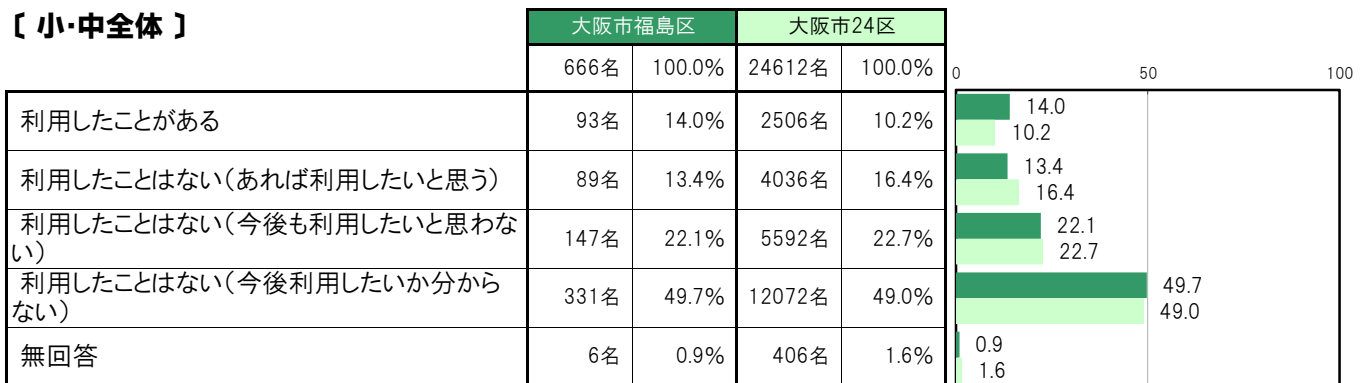 〔 小・中全体 〕
大阪市福島区 大阪市24区
666名 100.0% 24612名 100.0%
0 50 100
利用したことがある 93名 14.0% 2506名 10.2%
14.0
10.2
利用したことはない（あれば利用したいと思う） 89名 13.4% 4036名 16.4%
13.4
16.4
利用したことはない（今後も利用したいと思わな
い） 147名 22.1% 5592名 22.7%
22.1
22.7
利用したことはない（今後利用したいか分から
ない） 331名 49.7% 12072名 49.0%
49.7
49.0
無回答 6名 0.9% 406名 1.6%
0.9
1.6